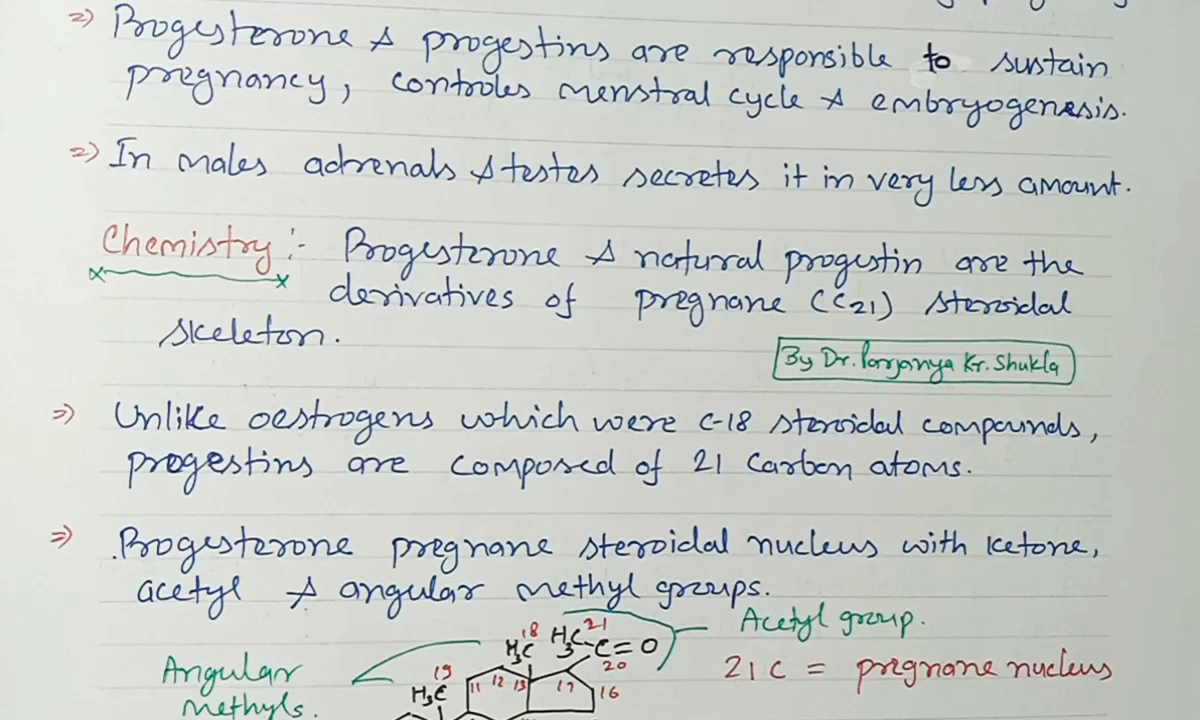 =) Progesterone & progestins are responsible to sustain
pregnancy, controles menstral cycle & embryogenesis.
=) In males adrenals & testes secretes it in very less amount.
Chemistry :- Progesterone & natural progestin are the
derivatives of pregnane (C21) steroidal
skeleton.
By Dr. Parjanya Kr. Shukla
=) Unlike oestrogens which were C-18 steroidal compounds,
progestins are composed of 21 Carbon atoms.
=) Progesterone pregnane steroidal nucleus with ketone,
acetyl & angular methyl groups.
Acetyl group.
18 H3C 21
H3C C=O
20
21 C = pregnane nucleus
Angular
methyls.
19
H3C 11 12 13 17 16